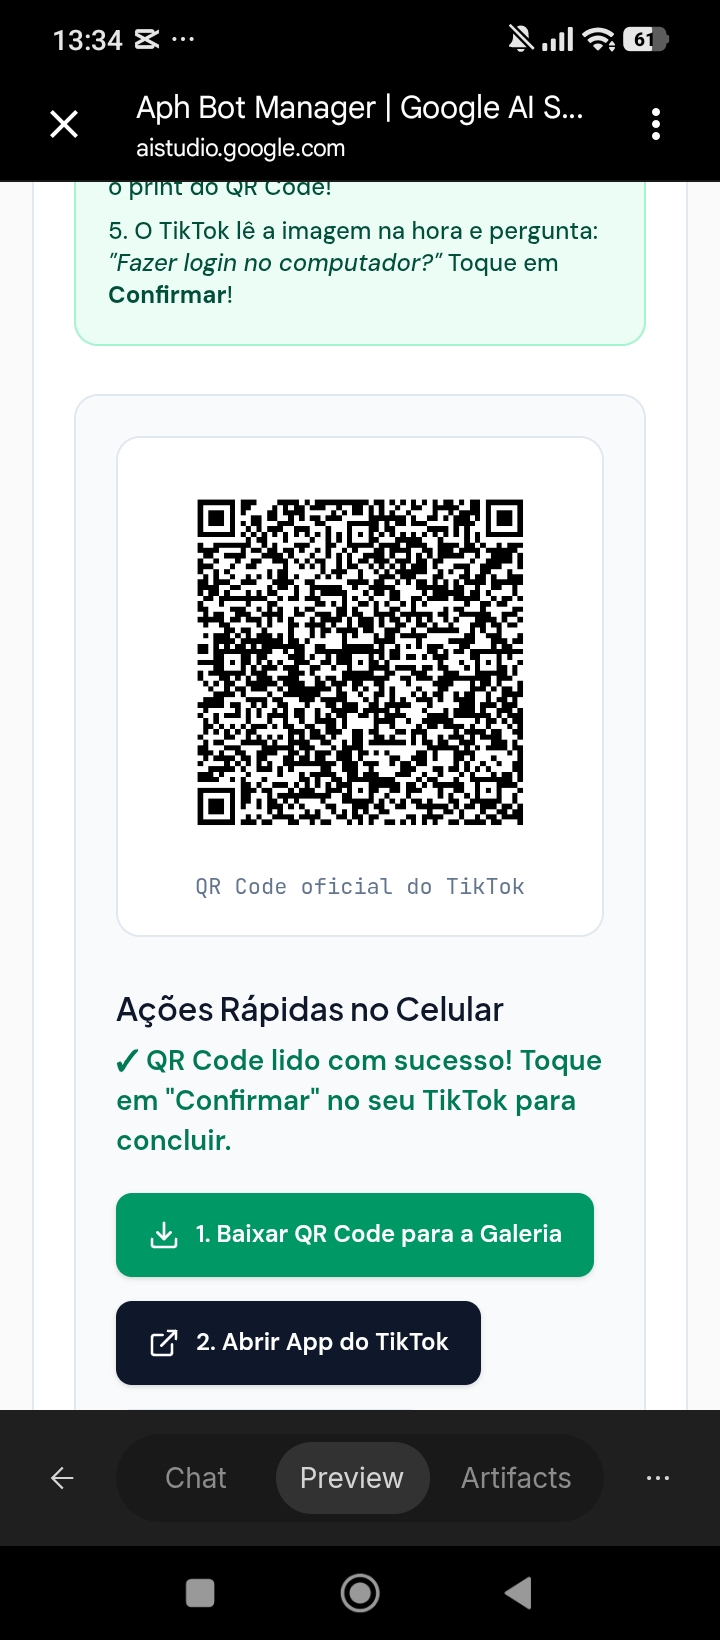 13:34
61
Aph Bot Manager | Google AI S...
aistudio.google.com
o print do QR Code!
5. O TikTok lê a imagem na hora e pergunta:
"Fazer login no computador?" Toque em
Confirmar!
QR Code oficial do TikTok
Ações Rápidas no Celular
✓ QR Code lido com sucesso! Toque
em "Confirmar" no seu TikTok para
concluir.
1. Baixar QR Code para a Galeria
2. Abrir App do TikTok
Chat
Preview
Artifacts